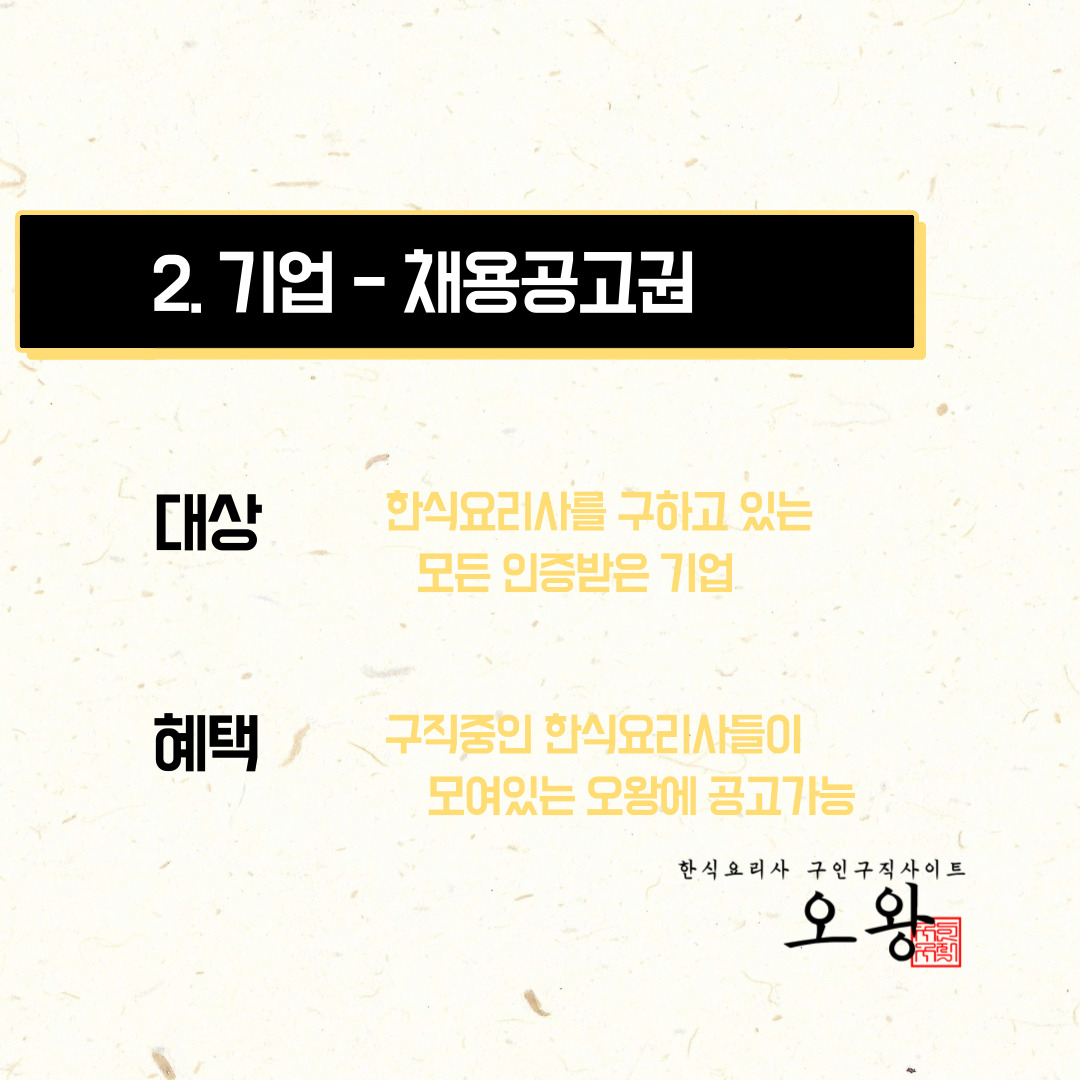 2. 기업 - 채용공고권
대상
한식요리사를 구하고 있는
모든 인증받은 기업
혜택
구직중인 한식요리사들이
모여있는 오왕에 공고가능
한식요리사 구인구직사이트
오왕